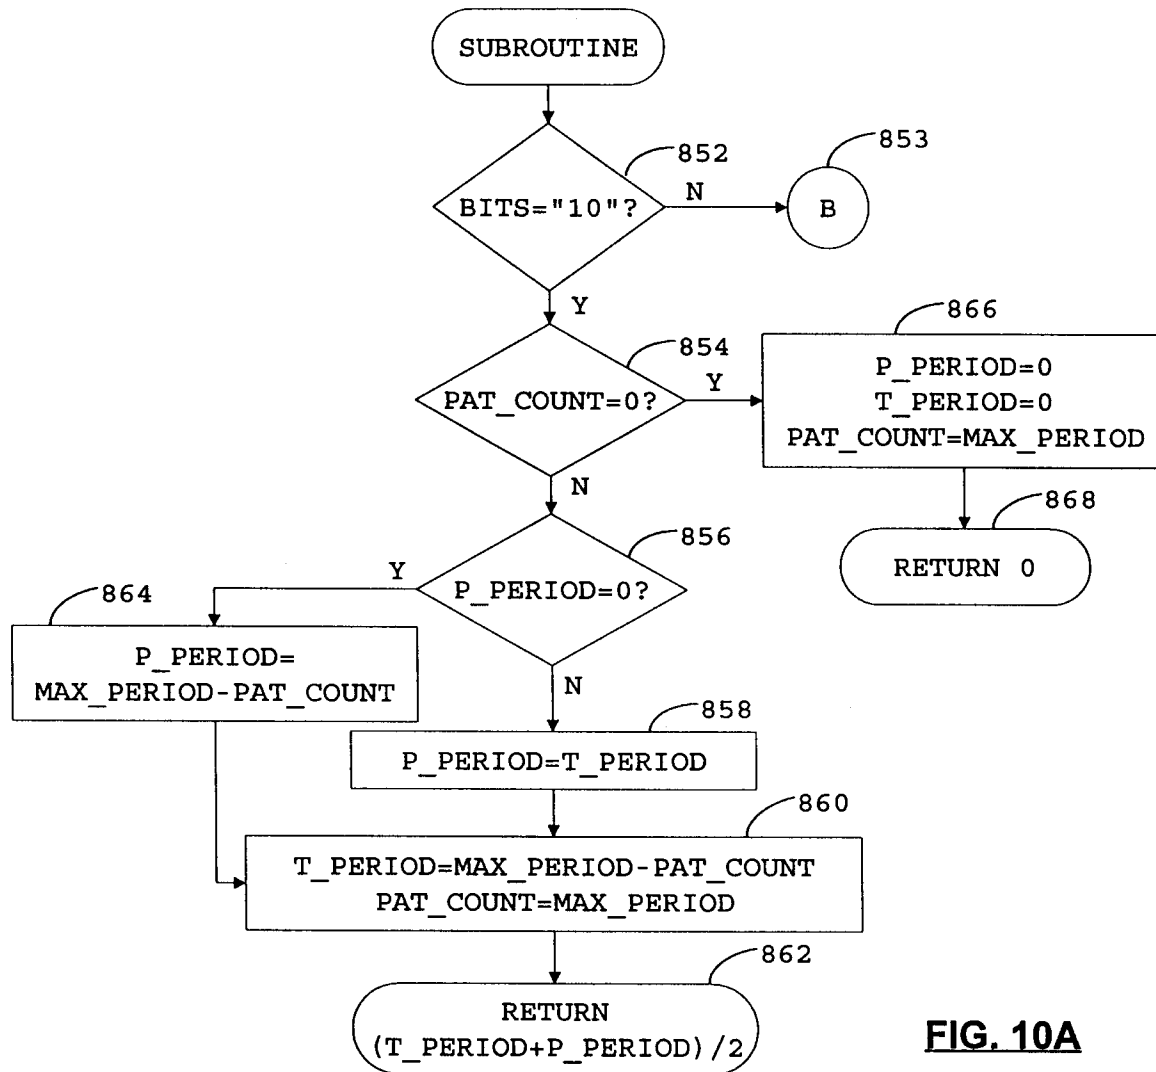 SUBROUTINE
852
853
BITS="10"?
N
B
Y
866
854
P_PERIOD=0
T_PERIOD=0
PAT_COUNT=MAX_PERIOD
PAT_COUNT=0?
Y
N
868
856
RETURN 0
Y
P_PERIOD=0?
864
P_PERIOD=
MAX_PERIOD-PAT_COUNT
N
858
P_PERIOD=T_PERIOD
860
T_PERIOD=MAX_PERIOD-PAT_COUNT
PAT_COUNT=MAX_PERIOD
862
RETURN
(T_PERIOD+P_PERIOD)/2
FIG. 10A